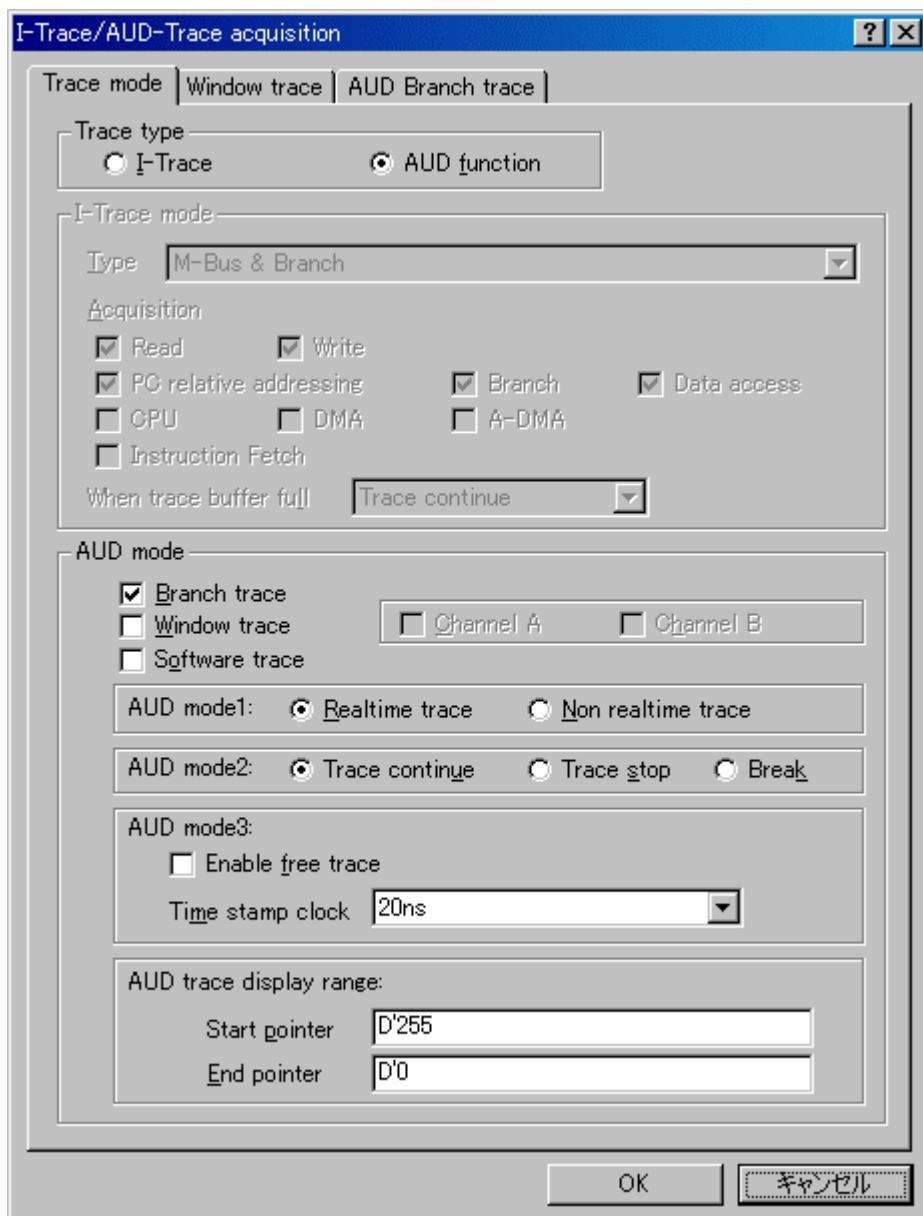 I-Trace/AUD-Trace acquisition
Trace mode Window trace AUD Branch trace
Trace type
I-Trace AUD function
I-Trace mode
Type M-Bus & Branch
Acquisition
Read Write
PC relative addressing Branch Data access
CPU DMA A-DMA
Instruction Fetch
When trace buffer full Trace continue
AUD mode
Branch trace
Window trace Channel A Channel B
Software trace
AUD mode1: Realtime trace Non realtime trace
AUD mode2: Trace continue Trace stop Break
AUD mode3:
Enable free trace
Time stamp clock 20ns
AUD trace display range:
Start pointer D'255
End pointer D'0
OK キャンセル